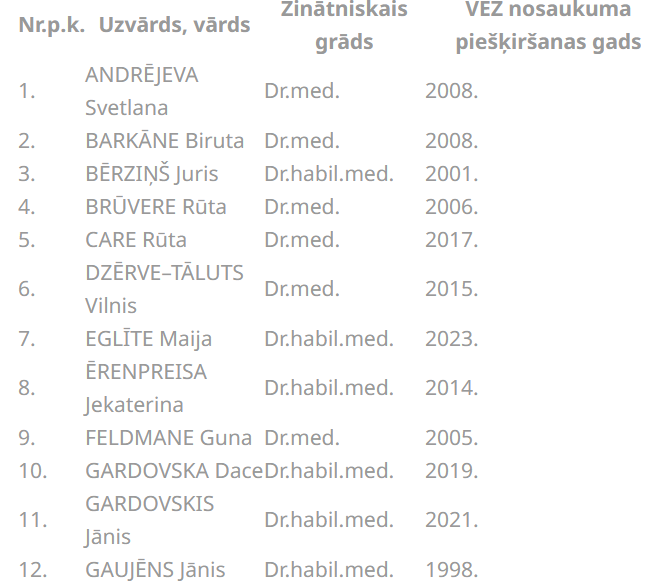 Nr.p.k. Uzvārds, vārds Zinātniskais grāds VEZ nosaukuma piešķiršanas gads
1. ANDRĒJEVA Svetlana Dr.med. 2008.
2. BARKĀNE Biruta Dr.med. 2008.
3. BĒRZIŅŠ Juris Dr.habil.med. 2001.
4. BRŪVERE Rūta Dr.med. 2006.
5. CARE Rūta Dr.med. 2017.
6. DZĒRVE–TĀLUTS Vilnis Dr.med. 2015.
7. EGLĪTE Maija Dr.habil.med. 2023.
8. ĒRENPREISA Jekaterina Dr.habil.med. 2014.
9. FELDMANE Guna Dr.med. 2005.
10. GARDOVSKA Dace Dr.habil.med. 2019.
11. GARDOVSKIS Jānis Dr.habil.med. 2021.
12. GAUJĒNS Jānis Dr.habil.med. 1998.